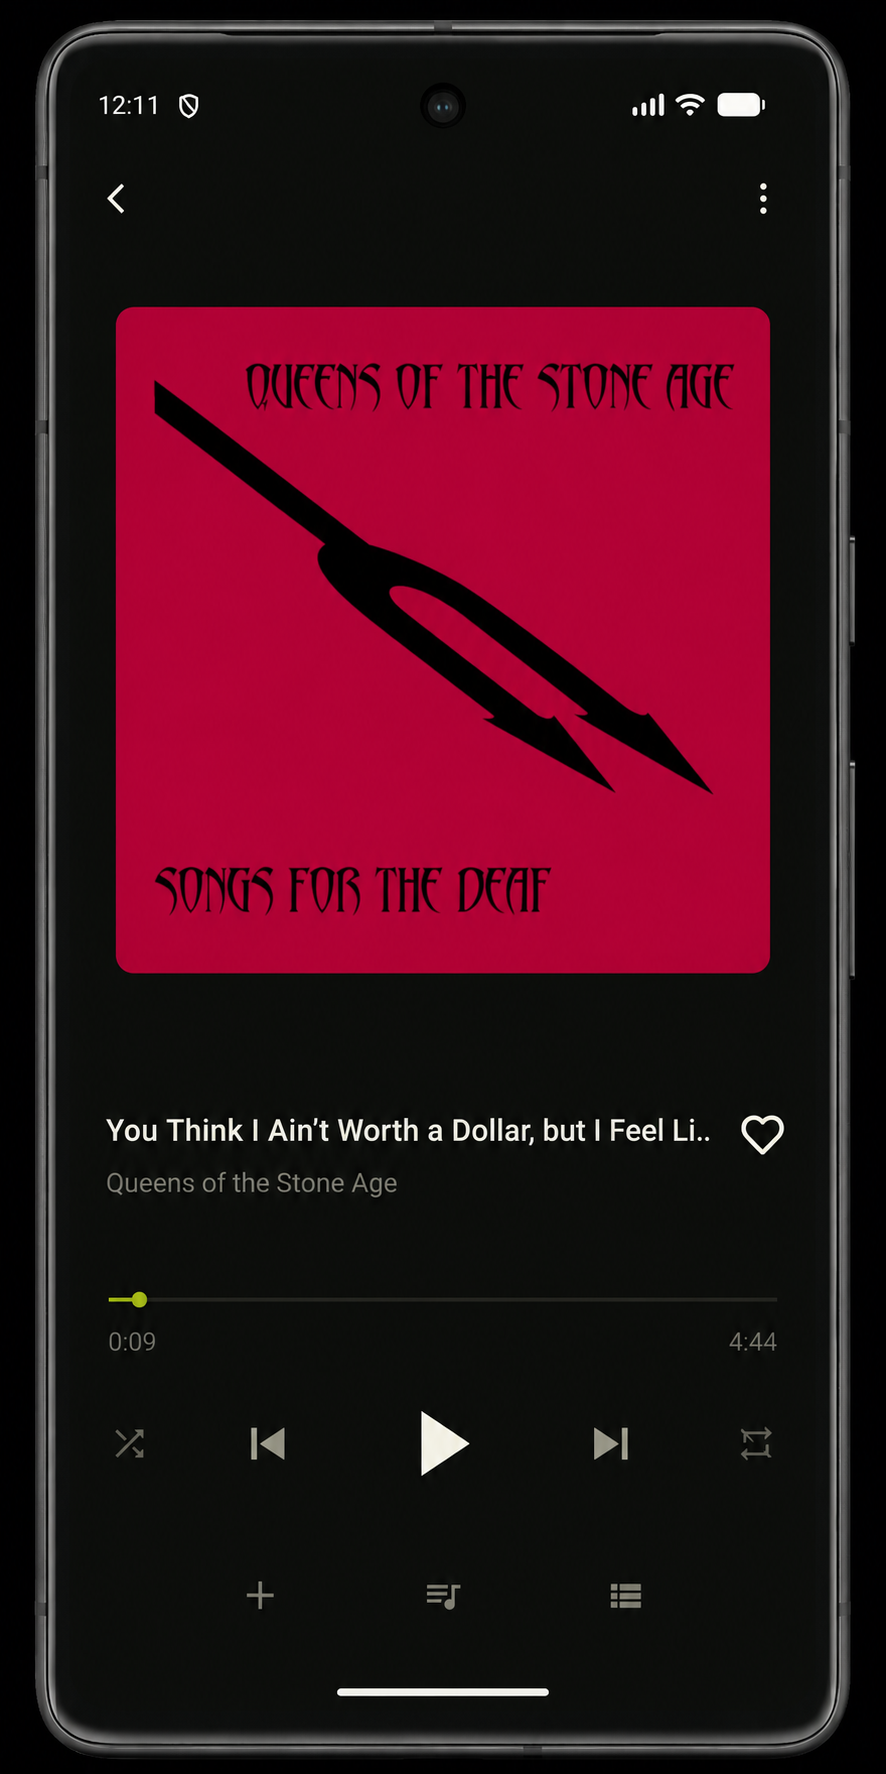 12:11
QUEENS OF THE STONE AGE
SONGS FOR THE DEAF
You Think I Ain’t Worth a Dollar, but I Feel Li..
Queens of the Stone Age
0:09 4:44